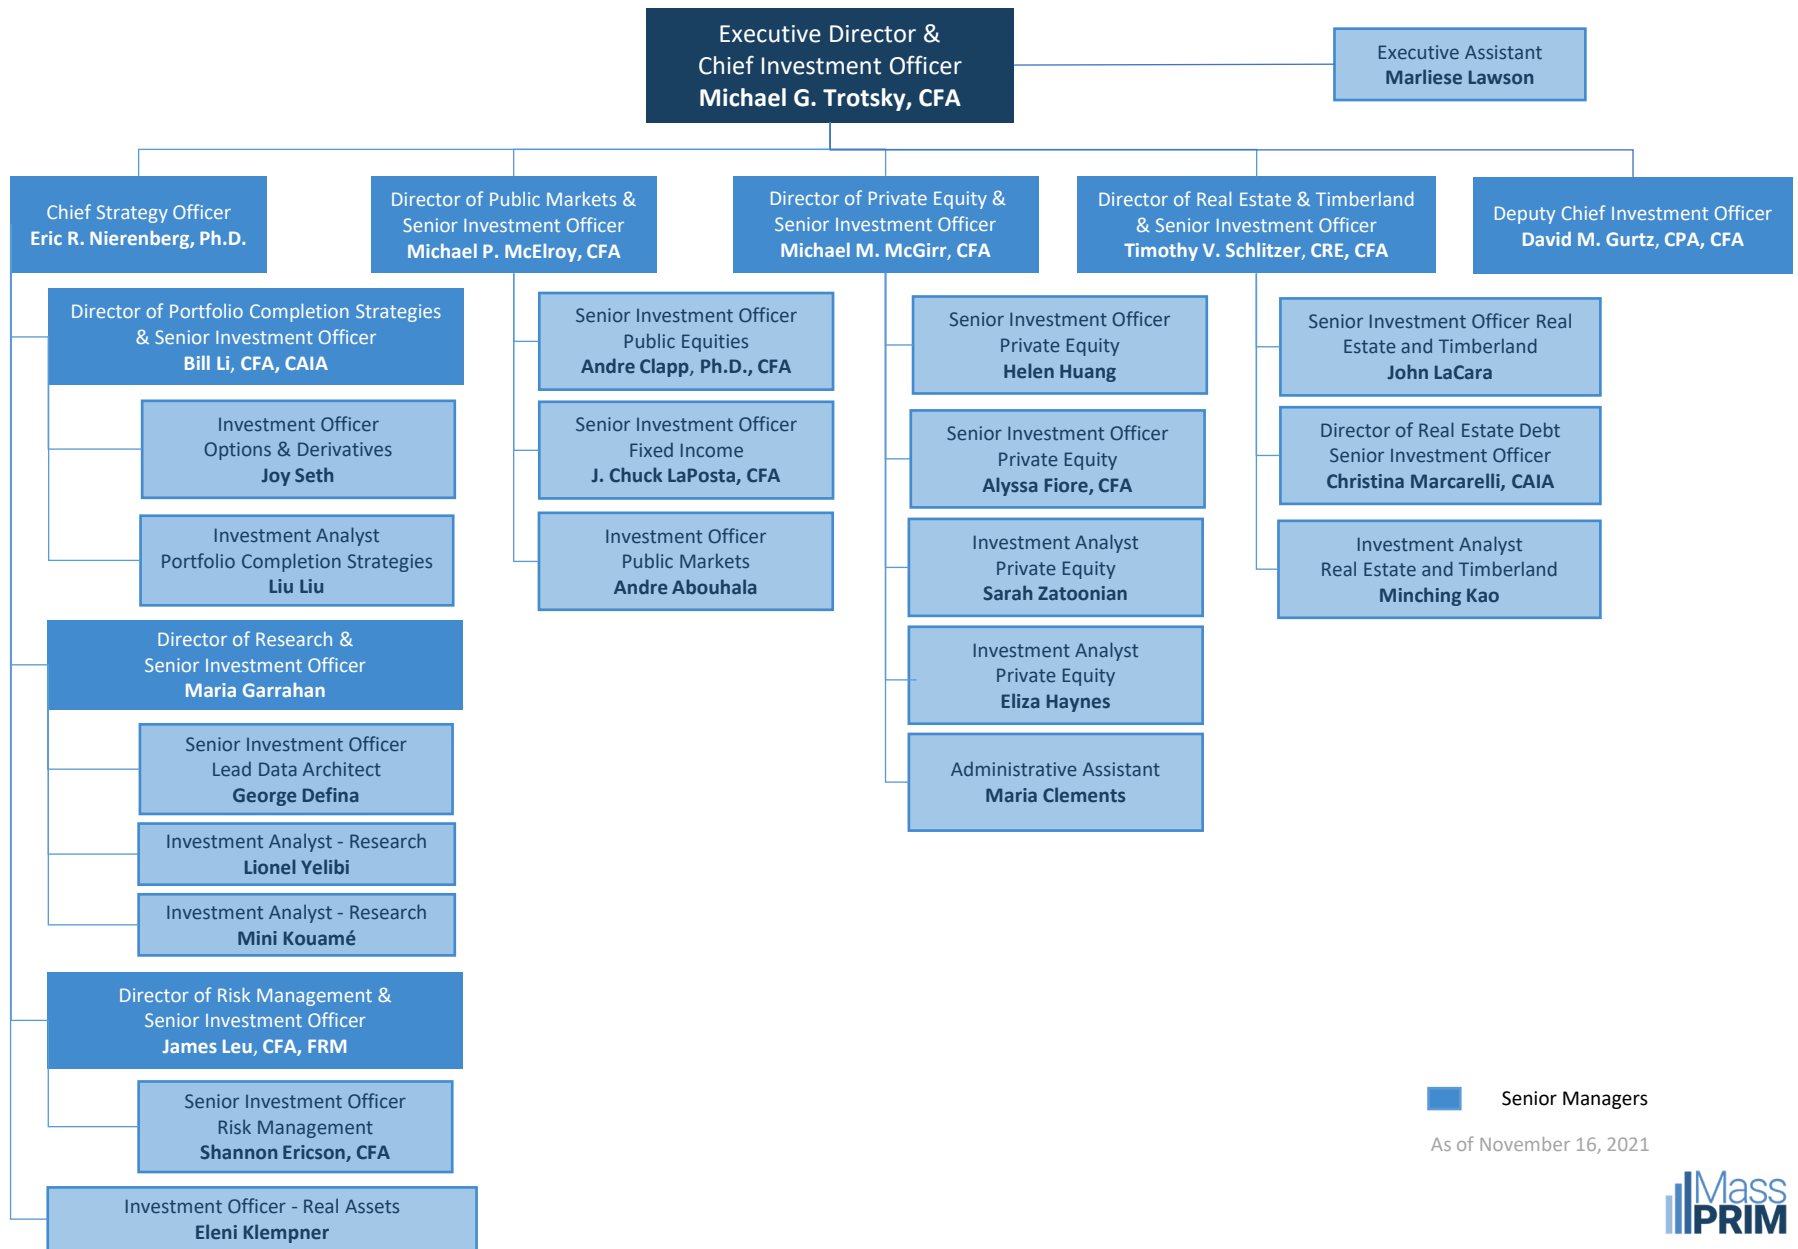 Executive Director &
Chief Investment Officer
Michael G. Trotsky, CFA
Executive Assistant
Marliese Lawson
Chief Strategy Officer
Eric R. Nierenberg, Ph.D.
Director of Public Markets &
Senior Investment Officer
Michael P. McElroy, CFA
Director of Private Equity &
Senior Investment Officer
Michael M. McGirr, CFA
Director of Real Estate & Timberland
& Senior Investment Officer
Timothy V. Schlitzer, CRE, CFA
Deputy Chief Investment Officer
David M. Gurtz, CPA, CFA
Director of Portfolio Completion Strategies
& Senior Investment Officer
Bill Li, CFA, CAIA
Investment Officer
Options & Derivatives
Joy Seth
Investment Analyst
Portfolio Completion Strategies
Liu Liu
Director of Research &
Senior Investment Officer
Maria Garrahan
Senior Investment Officer
Lead Data Architect
George Defina
Investment Analyst - Research
Lionel Yelibi
Investment Analyst - Research
Mini Kouamé
Director of Risk Management &
Senior Investment Officer
James Leu, CFA, FRM
Senior Investment Officer
Risk Management
Shannon Ericson, CFA
Investment Officer - Real Assets
Eleni Klempner
Senior Investment Officer
Public Equities
Andre Clapp, Ph.D., CFA
Senior Investment Officer
Fixed Income
J. Chuck LaPosta, CFA
Investment Officer
Public Markets
Andre Abouhala
Senior Investment Officer
Private Equity
Helen Huang
Senior Investment Officer
Private Equity
Alyssa Fiore, CFA
Investment Analyst
Private Equity
Sarah Zatoonian
Investment Analyst
Private Equity
Eliza Haynes
Administrative Assistant
Maria Clements
Senior Investment Officer Real
Estate and Timberland
John LaCara
Director of Real Estate Debt
Senior Investment Officer
Christina Marcarelli, CAIA
Investment Analyst
Real Estate and Timberland
Minching Kao
Senior Managers
As of November 16, 2021
Mass
PRIM